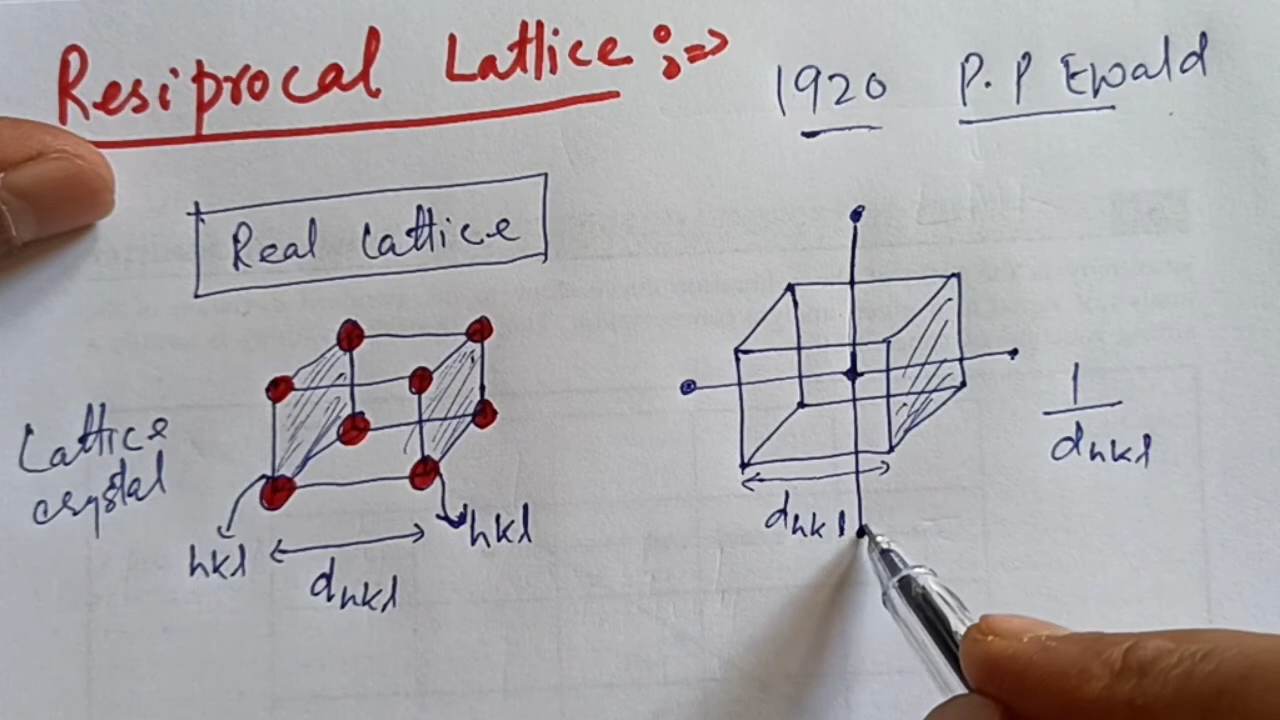 Resiprocal Lattice :⇒
1920 P.P Ewald
Real Lattice
Lattice
crystal
hkl
hkl
dhkl
dhkl
1
dhkl